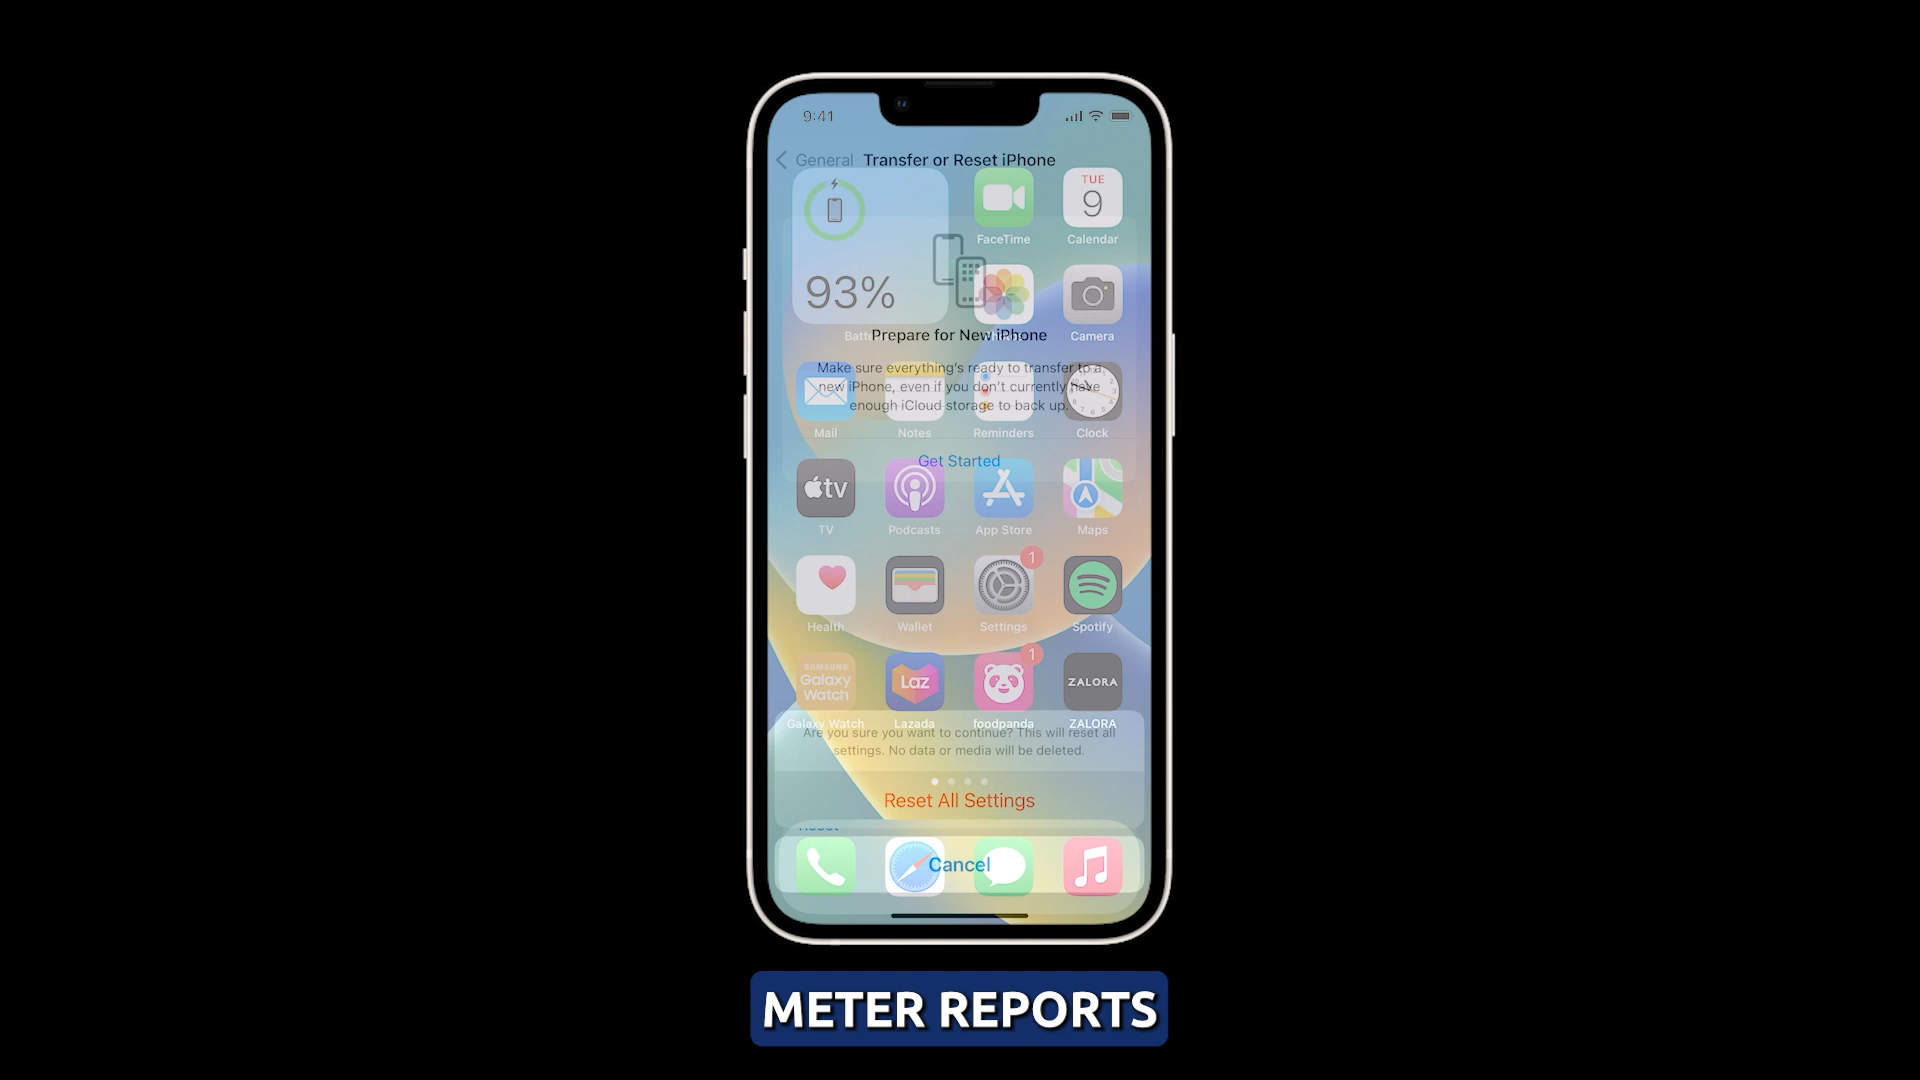 9:41
General Transfer or Reset iPhone
TUE
9
FaceTime
Calendar
93%
Prepare for New iPhone
Camera
Make sure everything's ready to transfer to a
new iPhone, even if you don't currently have
enough iCloud storage to back up.
Mail
Notes
Reminders
Clock
Get Started
tv
TV
Podcasts
App Store
Maps
1
Health
Wallet
Settings
Spotify
1
SAMSUNG
Galaxy
Watch
Laz
ZALORA
Galaxy Watch
Lazada
foodpanda
ZALORA
Are you sure you want to continue? This will reset all
settings. No data or media will be deleted.
Reset All Settings
Cancel
METER REPORTS